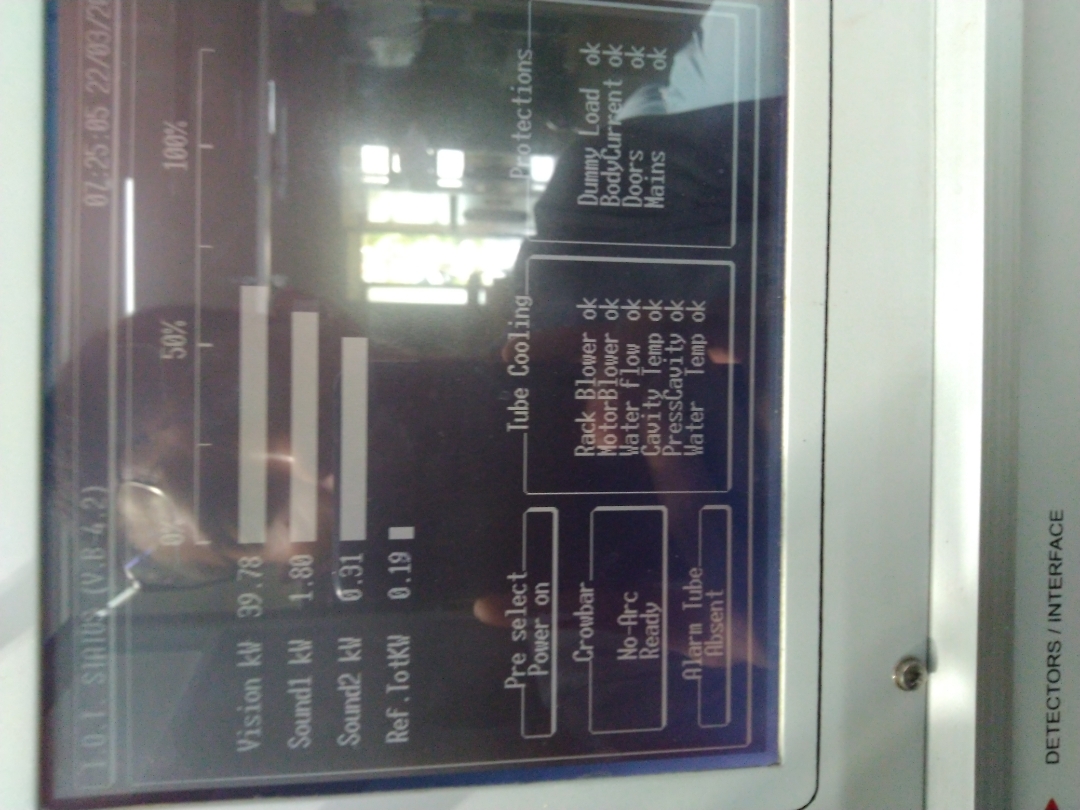 I.O.T. STATUS (V.B-4.2) 07:25:05 22/03/20
0% 50% 100%
Vision kW 39.78
Sound1 kW 1.80
Sound2 kW 0.31
Ref.TotKW 0.19
Pre select
Power on
Crowbar
No-Arc
Ready
Alarm Tube
Absent
Tube Cooling
Rack Blower ok
MotorBlower ok
Water flow ok
Cavity Temp ok
PressCavity ok
Water Temp ok
Protections
Dummy Load ok
BodyCurrent ok
Doors ok
Mains ok
DETECTORS / INTERFACE